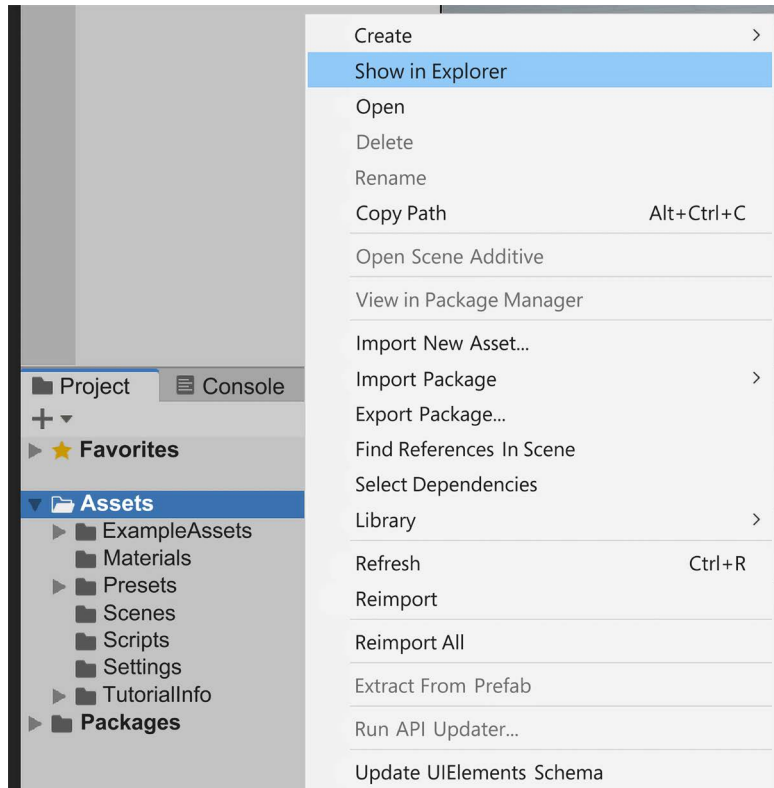 Create
Show in Explorer
Open
Delete
Rename
Copy Path Alt+Ctrl+C
Open Scene Additive
View in Package Manager
Import New Asset...
Import Package
Export Package...
Find References In Scene
Select Dependencies
Library
Refresh Ctrl+R
Reimport
Reimport All
Extract From Prefab
Run API Updater...
Update UIElements Schema
Project Console
Favorites
Assets
ExampleAssets
Materials
Presets
Scenes
Scripts
Settings
TutorialInfo
Packages